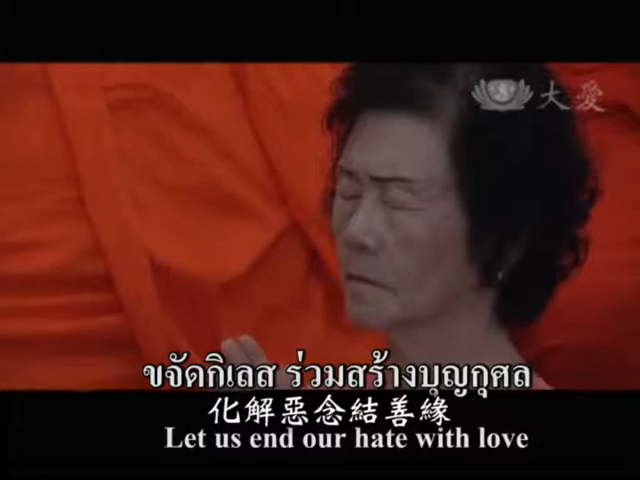 大愛
ขจัดกิเลส ร่วมสร้างบุญกุศล
化解惡念結善緣
Let us end our hate with love